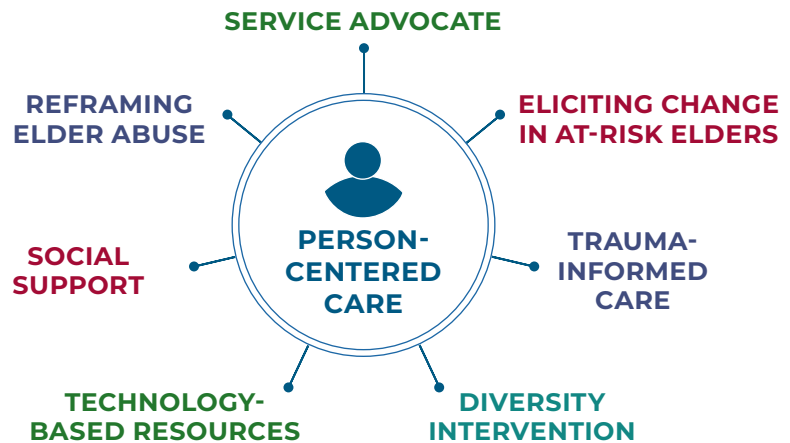 SERVICE ADVOCATE
REFRAMING
ELDER ABUSE
ELICITING CHANGE
IN AT-RISK ELDERS
PERSON-
CENTERED
CARE
SOCIAL
SUPPORT
TRAUMA-
INFORMED
CARE
TECHNOLOGY-
BASED RESOURCES
DIVERSITY
INTERVENTION